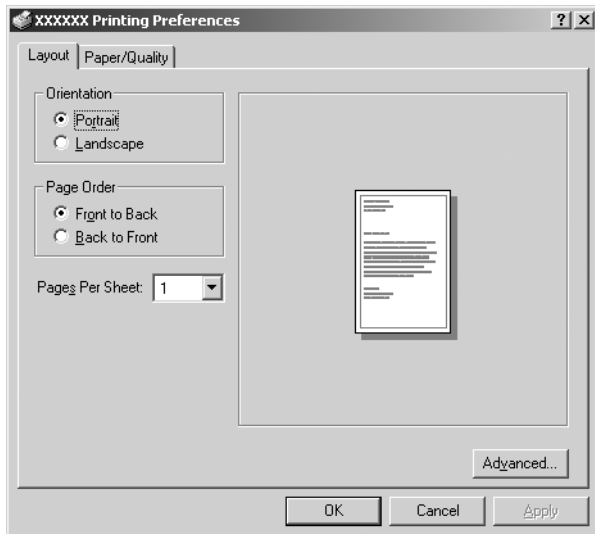 XXXXXX Printing Preferences
Layout
Paper/Quality
Orientation
Portrait
Landscape
Page Order
Front to Back
Back to Front
Pages Per Sheet: 1
Advanced...
OK
Cancel
Apply